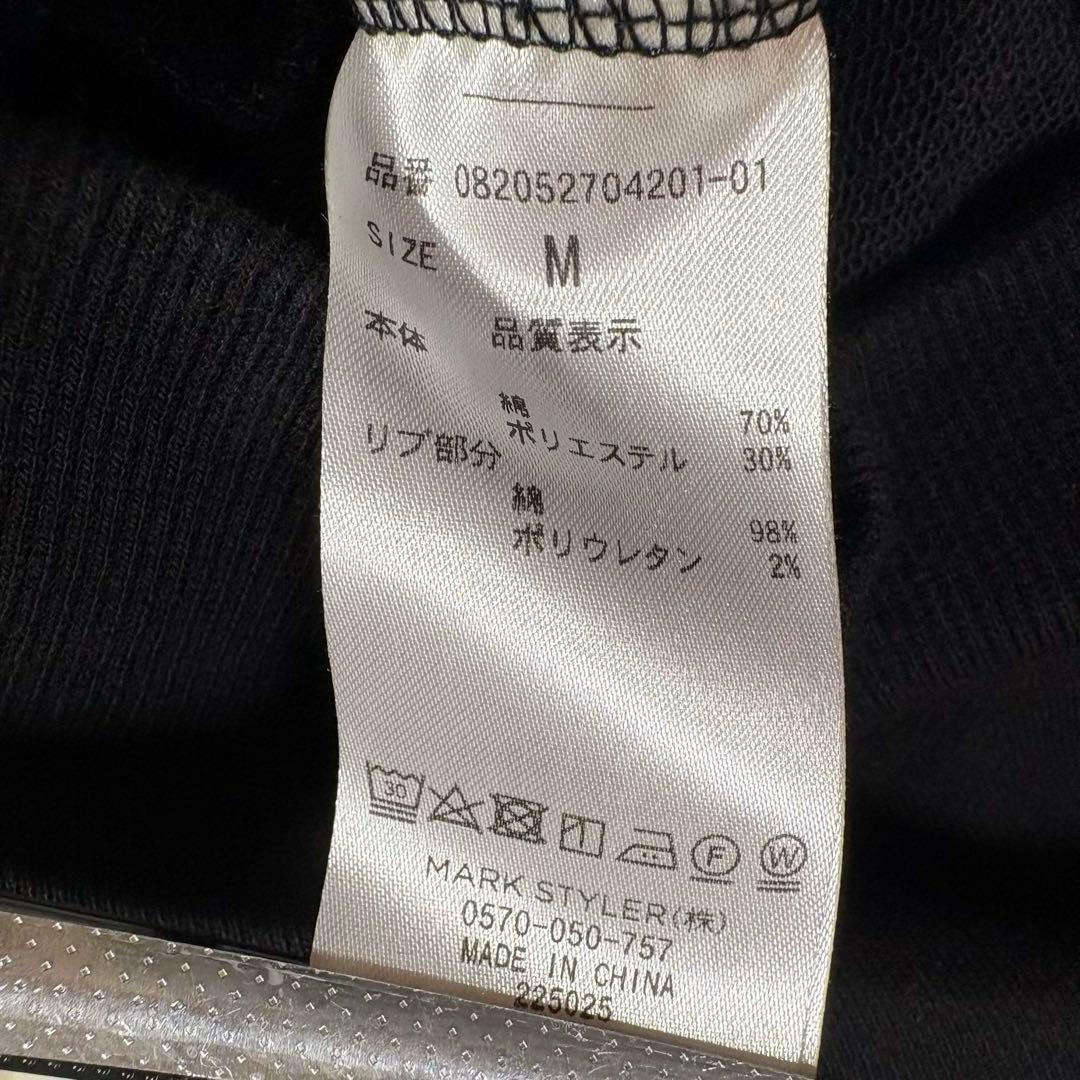 品番 082052704201-01
SIZE M
本体 品質表示
綿 70%
ポリエステル 30%
リブ部分
綿 98%
ポリウレタン 2%
30
F W
MARK STYLER(株)
0570-050-757
MADE IN CHINA
225025